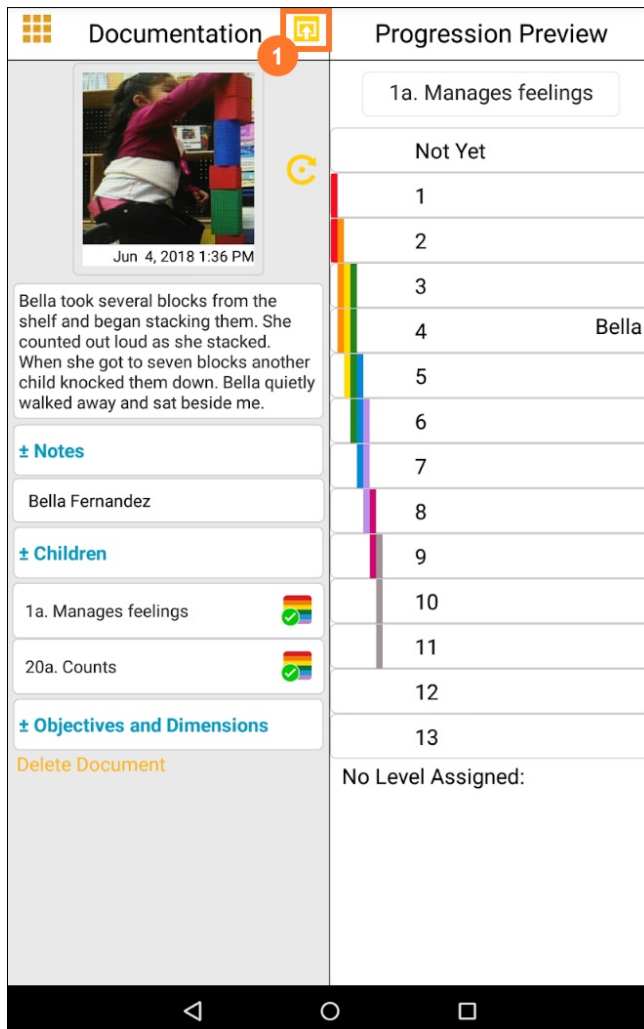 Documentation
1
Jun 4, 2018 1:36 PM
Bella took several blocks from the
shelf and began stacking them. She
counted out loud as she stacked.
When she got to seven blocks another
child knocked them down. Bella quietly
walked away and sat beside me.
± Notes
Bella Fernandez
± Children
1a. Manages feelings
20a. Counts
± Objectives and Dimensions
Delete Document
Progression Preview
1a. Manages feelings
Not Yet
1
2
3
4 Bella
5
6
7
8
9
10
11
12
13
No Level Assigned: